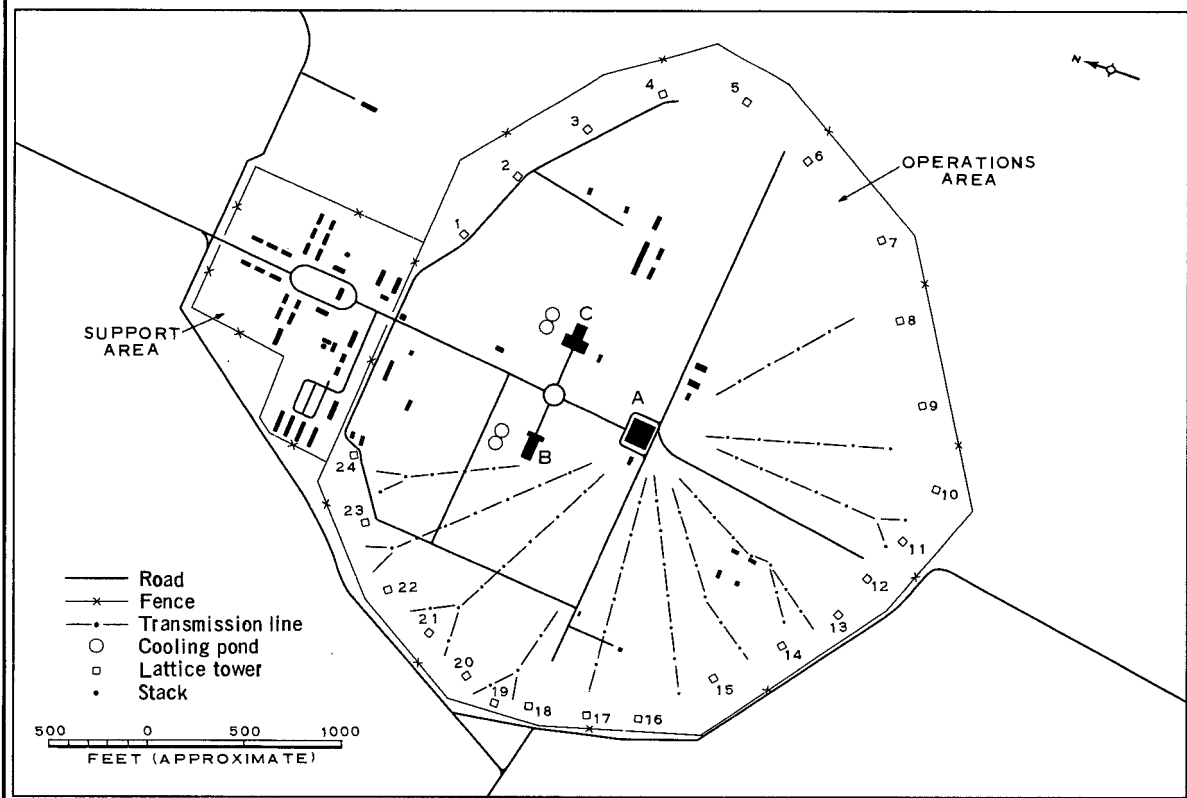 N
4
5
3
6
OPERATIONS
AREA
2
1
7
8
C
SUPPORT
AREA
A
9
B
24
10
23
11
12
22
13
21
14
20
15
19
18
17
16
Road
Fence
Transmission line
Cooling pond
Lattice tower
Stack
500 0 500 1000
FEET (APPROXIMATE)